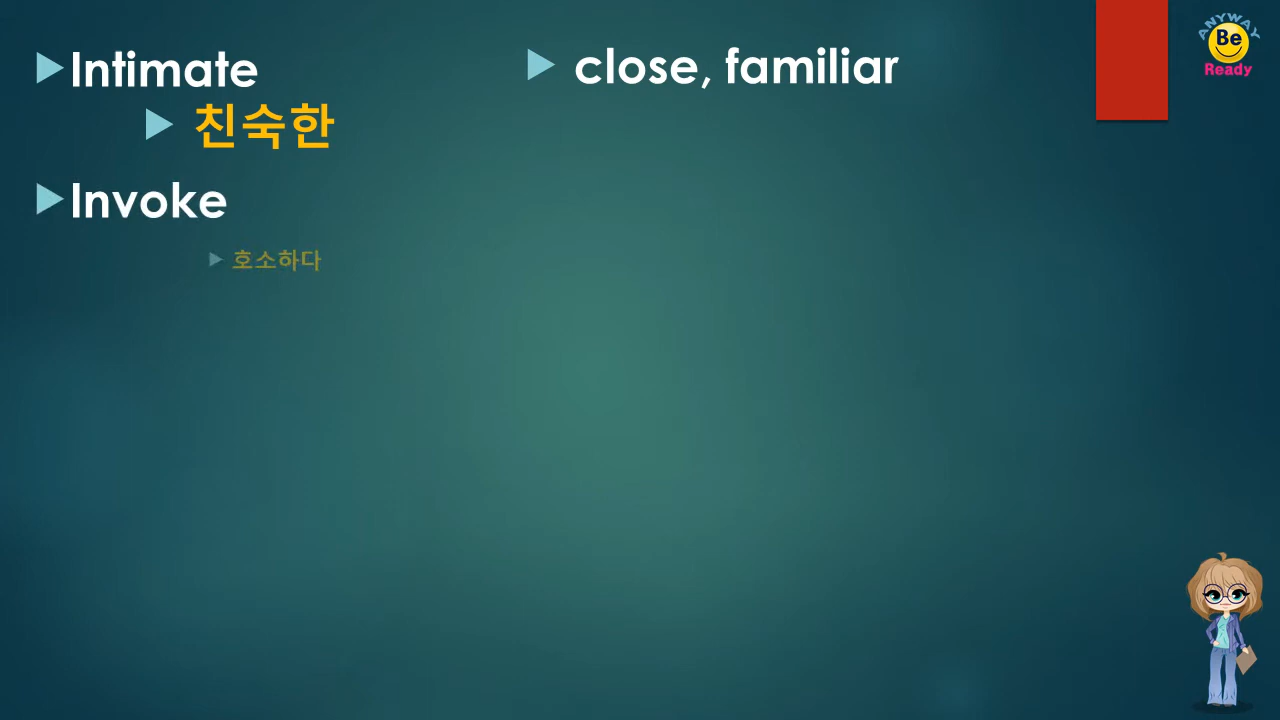 Intimate
친숙한
close, familiar
Invoke
호소하다
ANYWAY
Be
Ready